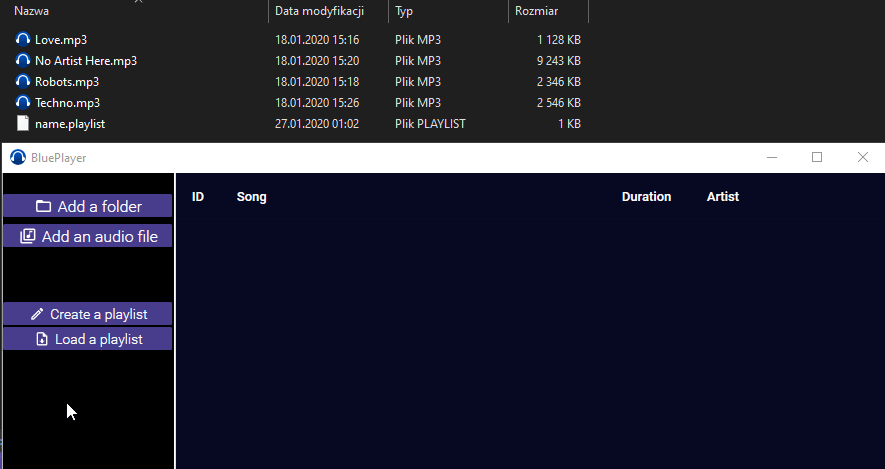 Nazwa Data modyfikacji Typ Rozmiar
Love.mp3 18.01.2020 15:16 Plik MP3 1 128 KB
No Artist Here.mp3 18.01.2020 15:20 Plik MP3 9 243 KB
Robots.mp3 18.01.2020 15:18 Plik MP3 2 346 KB
Techno.mp3 18.01.2020 15:26 Plik MP3 2 546 KB
name.playlist 27.01.2020 01:02 Plik PLAYLIST 1 KB
BluePlayer
ID Song Duration Artist
Add a folder
Add an audio file
Create a playlist
Load a playlist